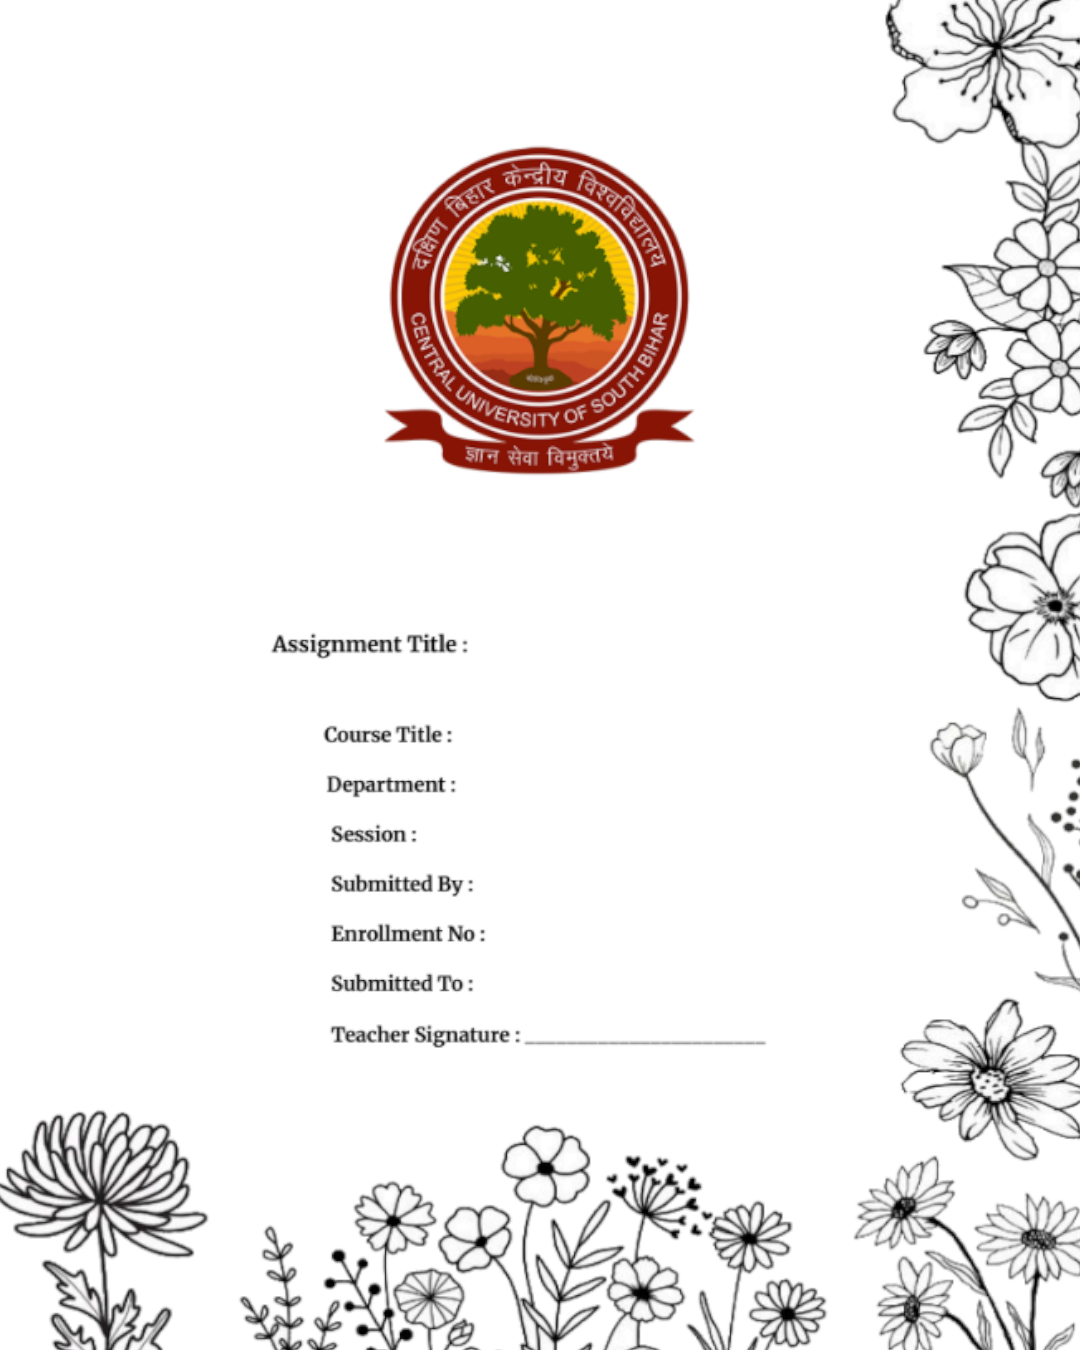 दक्षिण बिहार केन्द्रीय विश्वविद्यालय
CENTRAL UNIVERSITY OF SOUTH BIHAR
ज्ञान सेवा विमुक्तये
Assignment Title :
Course Title :
Department :
Session :
Submitted By :
Enrollment No :
Submitted To :
Teacher Signature : ________________________